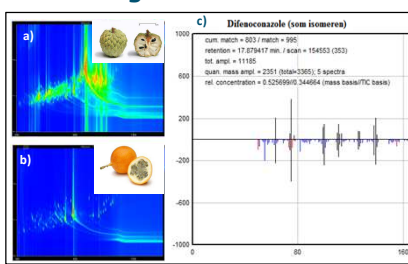 a)
b)
c)
Difenoconazole (som isomeren)
cum. match = 803 / match = 995
retention = 17.879417 min. / scan = 154553 (353)
tot. ampl. = 11185
quan. mass ampl. = 2351 (total=3365); 5 spectra
rel. concentration = 0.525699//0.344664 (mass basis//TIC basis)
1000
600
200
-200
-600
-1000
0
80
160